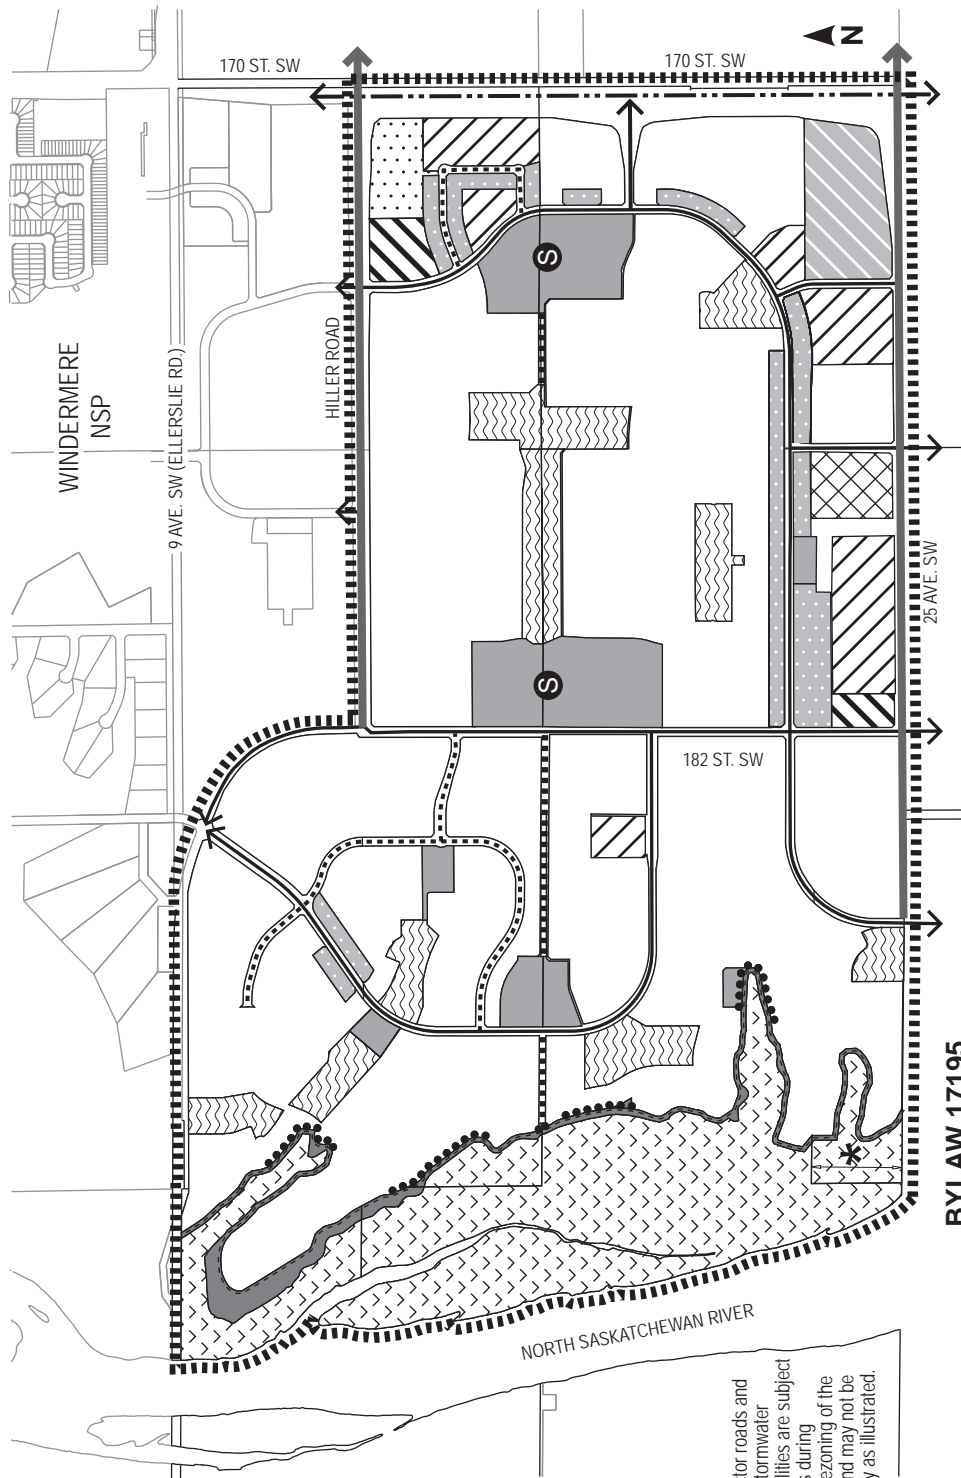 170 ST. SW
170 ST. SW
N
WINDERMERE
NSP
9 AVE. SW (ELLERSLIE RD.)
HILLER ROAD
S
S
25 AVE. SW
182 ST. SW
NORTH SASKATCHEWAN RIVER
BYLAW 17195
tor roads and
tormwater
lities are subject
s during
ezoning of the
nd may not be
y as illustrated.